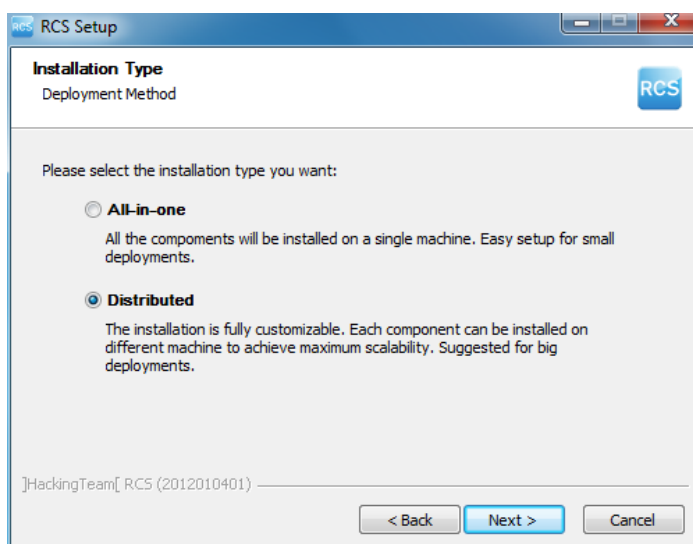 RCS RCS Setup
Installation Type
Deployment Method
RCS
Please select the installation type you want:
All-in-one
All the compoments will be installed on a single machine. Easy setup for small
deployments.
Distributed
The installation is fully customizable. Each component can be installed on
different machine to achieve maximum scalability. Suggested for big
deployments.
]HackingTeam[ RCS (2012010401)
< Back Next > Cancel